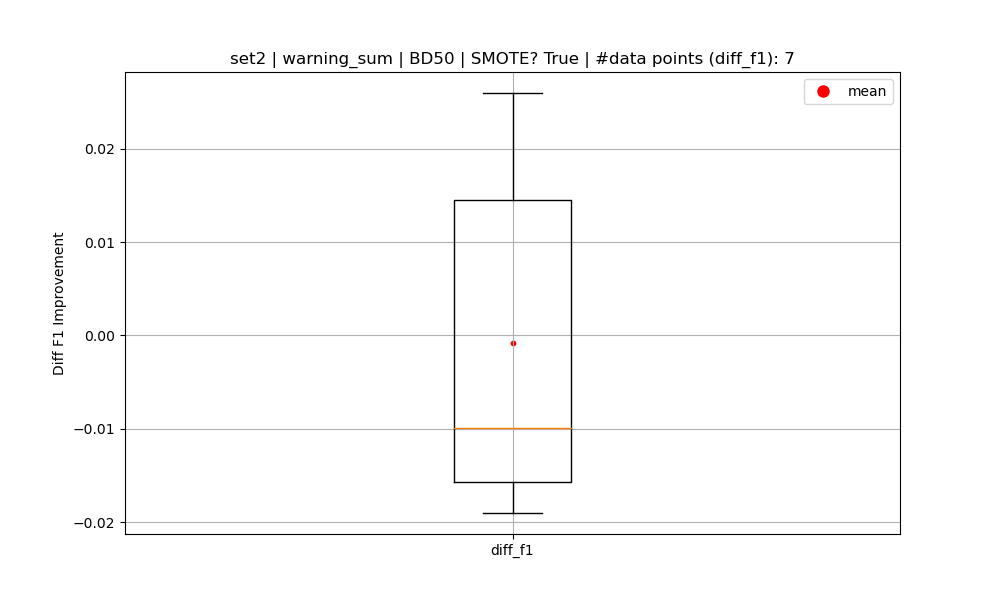 set2 | warning_sum | BD50 | SMOTE? True | #data points (diff_f1): 7
mean
Diff F1 Improvement
0.02
0.01
0.00
−0.01
−0.02
diff_f1